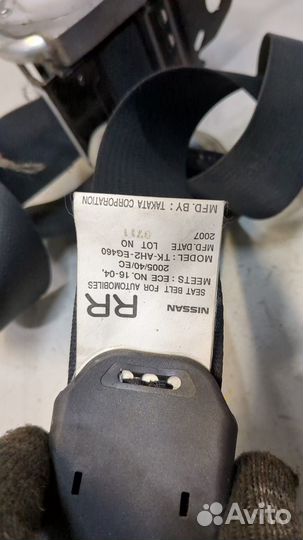 NISSAN
RR
SEAT BELT FOR AUTOMOBILES
MEETS : ECE NO.16-04,
2005/40/EC
MODEL: TK-AH2-EG460
MFD.DATE LOT NO
2007 0711
MFD. BY : TAKATA CORPORATION
Avito